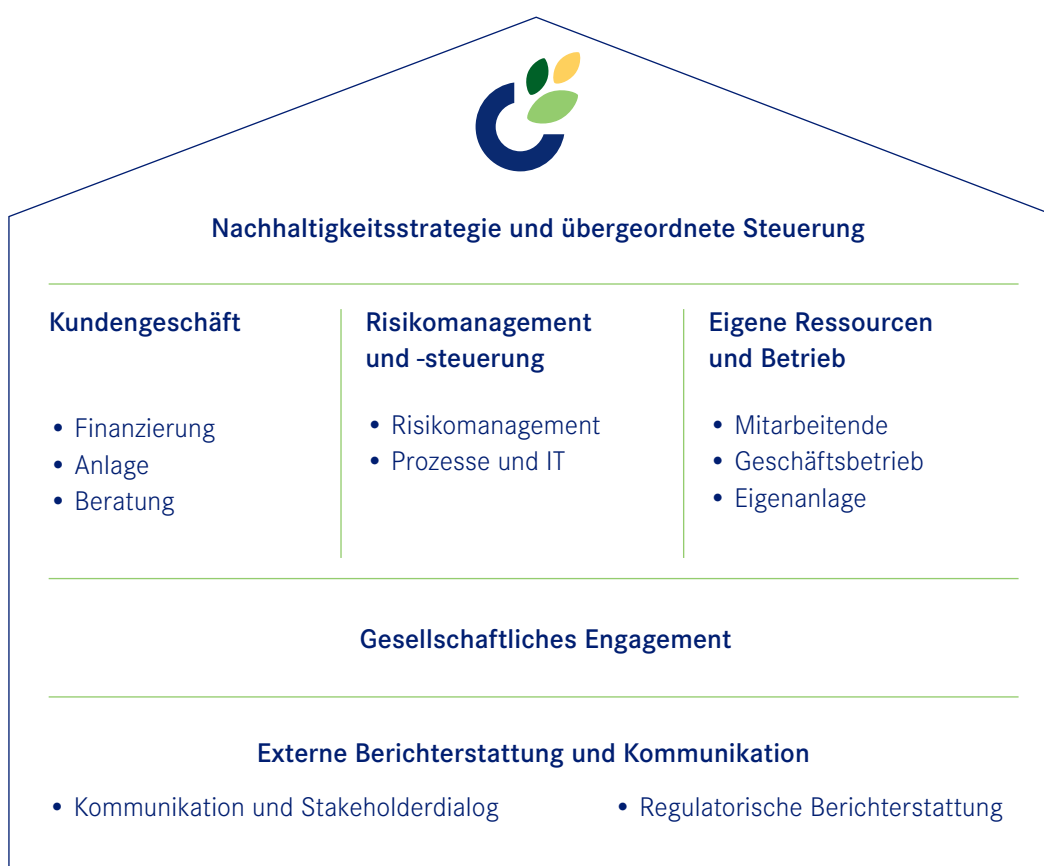 Nachhaltigkeitsstrategie und übergeordnete Steuerung
Kundengeschäft
• Finanzierung
• Anlage
• Beratung
Risikomanagement
und -steuerung
• Risikomanagement
• Prozesse und IT
Eigene Ressourcen
und Betrieb
• Mitarbeitende
• Geschäftsbetrieb
• Eigenanlage
Gesellschaftliches Engagement
Externe Berichterstattung und Kommunikation
• Kommunikation und Stakeholderdialog
• Regulatorische Berichterstattung